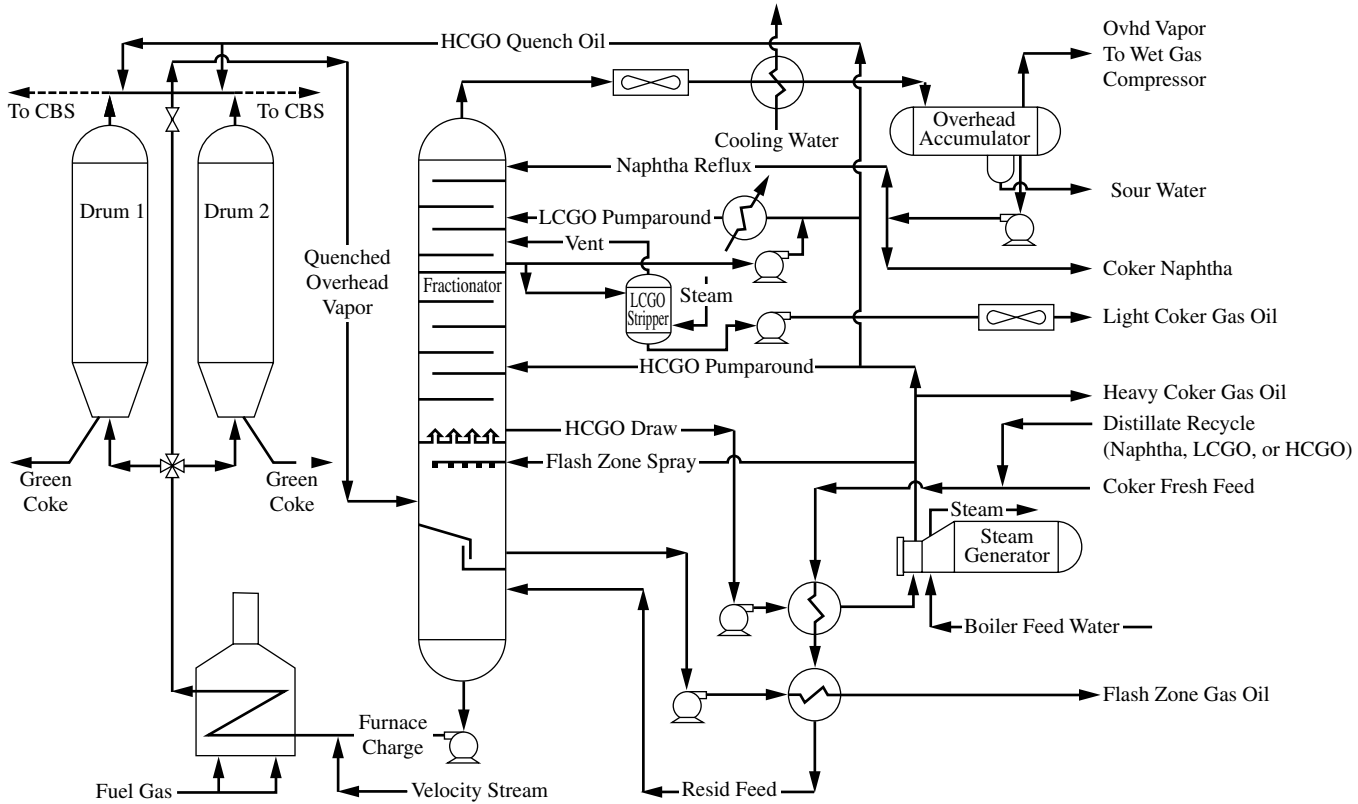 HCGO Quench Oil
Ovhd Vapor
To Wet Gas
Compressor
To CBS
To CBS
Cooling Water
Overhead
Accumulator
Naphtha Reflux
Sour Water
Drum 1
Drum 2
LCGO Pumparound
Vent
Quenched
Overhead
Vapor
Fractionator
LCGO
Stripper
Steam
Coker Naphtha
Light Coker Gas Oil
HCGO Pumparound
Heavy Coker Gas Oil
HCGO Draw
Distillate Recycle
(Naphtha, LCGO, or HCGO)
Flash Zone Spray
Green
Coke
Green
Coke
Coker Fresh Feed
Steam
Steam
Generator
Boiler Feed Water
Flash Zone Gas Oil
Furnace
Charge
Fuel Gas
Velocity Stream
Resid Feed